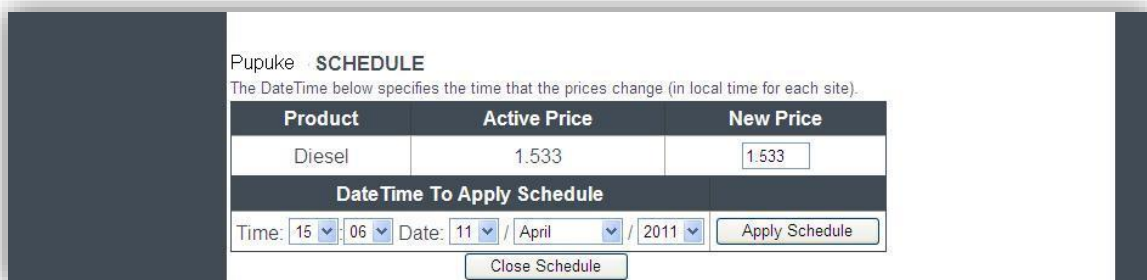 Pupuke SCHEDULE
The DateTime below specifies the time that the prices change (in local time for each site).
Product Active Price New Price
Diesel 1.533 1.533
DateTime To Apply Schedule
Time: 15 : 06 Date: 11 / April / 2011 Apply Schedule
Close Schedule